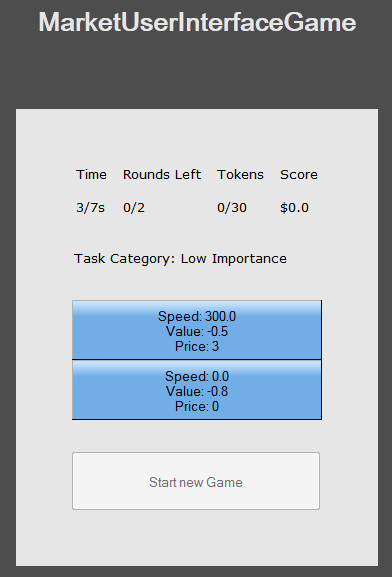 MarketUserInterfaceGame
Time Rounds Left Tokens Score
3/7s 0/2 0/30 $0.0
Task Category: Low Importance
Speed: 300.0
Value: -0.5
Price: 3
Speed: 0.0
Value: -0.8
Price: 0
Start new Game